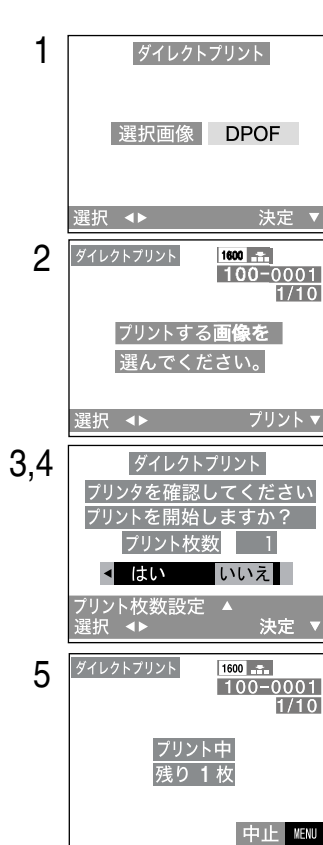 1
ダイレクトプリント
選択画像 DPOF
選択 ◀▶ 決定 ▼
2
ダイレクトプリント 1600
100-0001
1/10
プリントする画像を
選んでください。
選択 ◀▶ プリント ▼
3,4
ダイレクトプリント
プリンタを確認してください
プリントを開始しますか？
プリント枚数 1
◀ はい いいえ
プリント枚数設定 ▲
選択 ◀▶ 決定 ▼
5
ダイレクトプリント 1600
100-0001
1/10
プリント中
残り 1 枚
中止 MENU